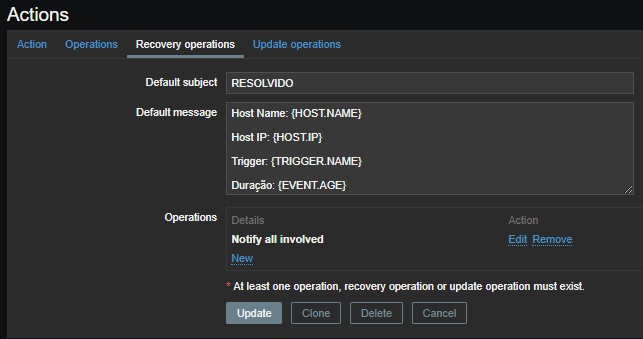 Actions
Action Operations Recovery operations Update operations
Default subject RESOLVIDO
Default message Host Name: {HOST.NAME}
Host IP: {HOST.IP}
Trigger: {TRIGGER.NAME}
Duração: {EVENT.AGE}
Operations Details Action
Notify all involved Edit Remove
New
* At least one operation, recovery operation or update operation must exist.
Update Clone Delete Cancel